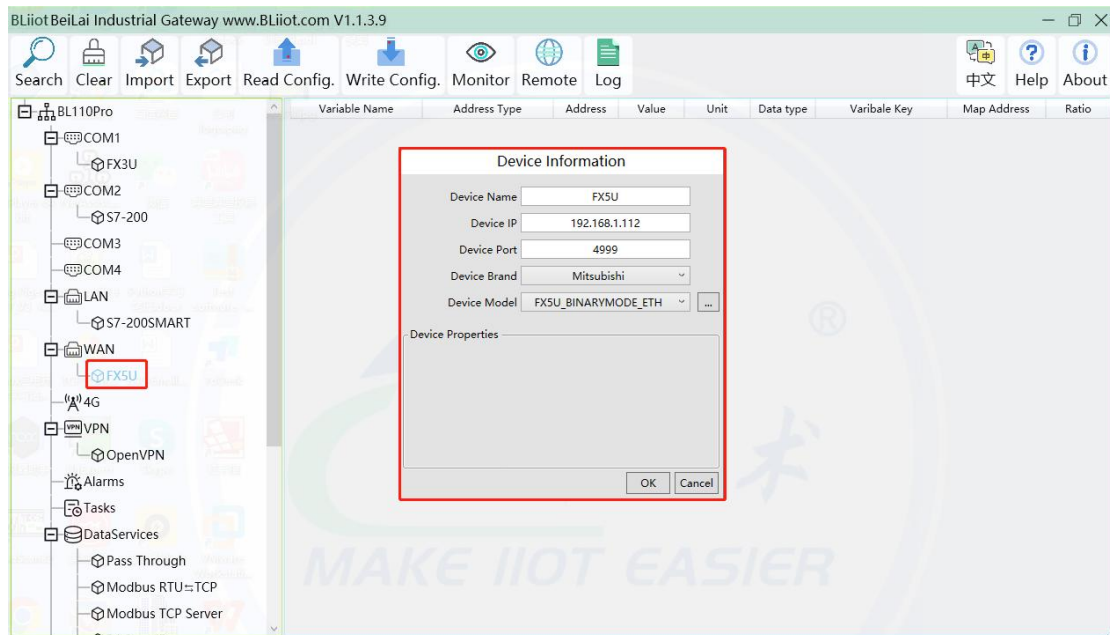 BLiiot BeiLai Industrial Gateway www.BLiiot.com V1.1.3.9
Search Clear Import Export Read Config. Write Config. Monitor Remote Log 中文 Help About
BL110Pro
COM1
FX3U
COM2
S7-200
COM3
COM4
LAN
S7-200SMART
WAN
FX5U
4G
VPN
OpenVPN
Alarms
Tasks
DataServices
Pass Through
Modbus RTU⇆TCP
Modbus TCP Server
Variable Name Address Type Address Value Unit Data type Varibale Key Map Address Ratio
Device Information
Device Name FX5U
Device IP 192.168.1.112
Device Port 4999
Device Brand Mitsubishi
Device Model FX5U_BINARYMODE_ETH ...
Device Properties
OK Cancel
®
术
MAKE IIOT EASIER